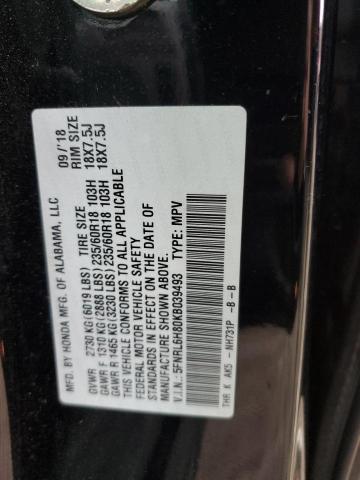 MFD. BY HONDA MFG. OF ALABAMA, LLC 09/'18
GVWR 2730 KG(6019 LBS) TIRE SIZE RIM SIZE
GAWR F 1310 KG(2888 LBS)235/60R18 103H 18X7.5J
GAWR R 1465 KG(3230 LBS)235/60R18 103H 18X7.5J
THIS VEHICLE CONFORMS TO ALL APPLICABLE
FEDERAL MOTOR VEHICLE SAFETY
STANDARDS IN EFFECT ON THE DATE OF
MANUFACTURE SHOWN ABOVE.
V.I.N.:5FNRL6H80KB039493 TYPE: MPV
THR K AK5 -NH731P -B -B